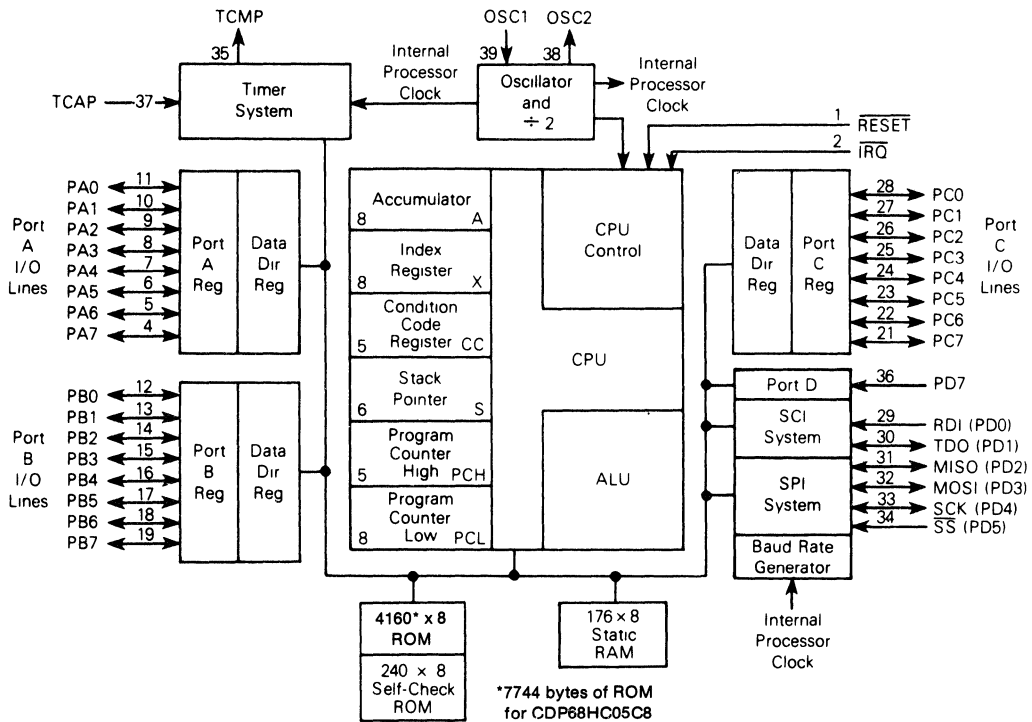 TCMP
35
OSC1
OSC2
39
38
TCAP
37
Timer
System
Internal
Processor
Clock
Oscillator
and
÷ 2
Internal
Processor
Clock
1
RESET
2
IRQ
Port
A
I/O
Lines
PA0 11
PA1 10
PA2 9
PA3 8
PA4 7
PA5 6
PA6 5
PA7 4
Port
A
Reg
Data
Dir
Reg
Port
B
I/O
Lines
PB0 12
PB1 13
PB2 14
PB3 15
PB4 16
PB5 17
PB6 18
PB7 19
Port
B
Reg
Data
Dir
Reg
Accumulator
8 A
Index
Register
8 X
Condition
Code
Register
5 CC
Stack
Pointer
6 S
Program
Counter
High
5 PCH
Program
Counter
Low
8 PCL
CPU
Control
CPU
ALU
Data
Dir
Reg
Port
C
Reg
28 PC0
27 PC1
26 PC2
25 PC3
24 PC4
23 PC5
22 PC6
21 PC7
Port
C
I/O
Lines
Port D
36 PD7
SCI
System
29 RDI (PD0)
30 TDO (PD1)
SPI
System
31 MISO (PD2)
32 MOSI (PD3)
33 SCK (PD4)
34 SS (PD5)
Baud Rate
Generator
Internal
Processor
Clock
4160* x 8
ROM
240 × 8
Self-Check
ROM
176 × 8
Static
RAM
*7744 bytes of ROM
for CDP68HC05C8